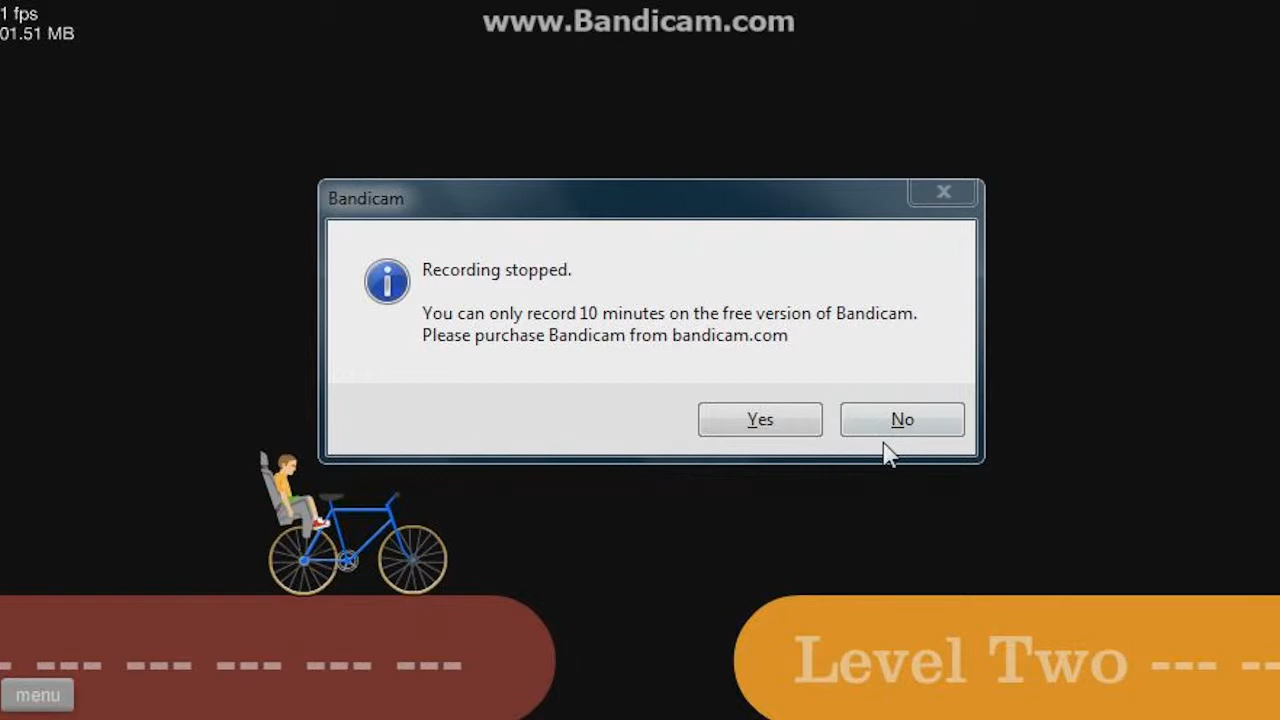 1 fps
01.51 MB
www.Bandicam.com
Bandicam
Recording stopped.
You can only record 10 minutes on the free version of Bandicam.
Please purchase Bandicam from bandicam.com
Yes
No
- --- --- --- --- ---
Level Two --- --
menu